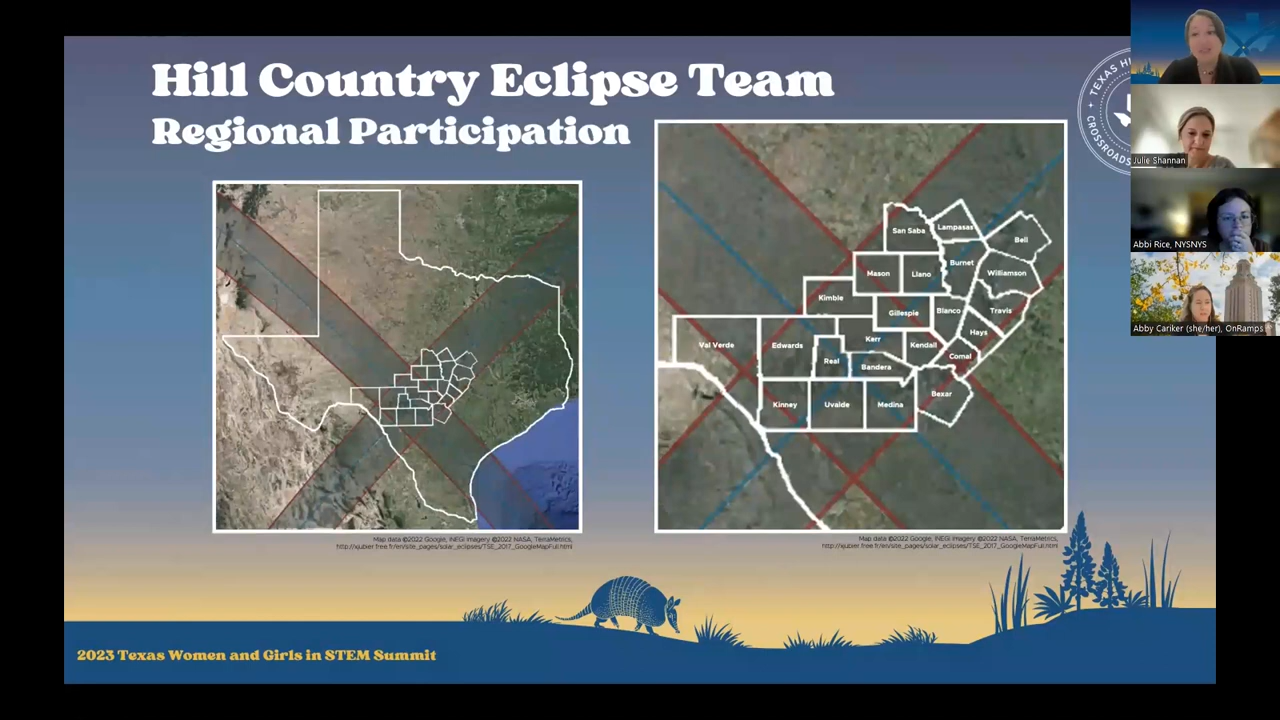 Hill Country Eclipse Team
Regional Participation
TEXAS
CROSSROADS
San Saba
Lampasas
Bell
Burnet
Mason
Llano
Williamson
Kimble
Gillespie
Blanco
Travis
Hays
Val Verde
Edwards
Kerr
Kendall
Real
Comal
Bandera
Bexar
Kinney
Uvalde
Medina
Map data ©2022 Google, INEGI Imagery ©2022 NASA, TerraMetrics,
http://xjubier.free.fr/en/site_pages/solar_eclipses/TSE_2017_GoogleMapFull.html
Map data ©2022 Google, INEGI Imagery ©2022 NASA, TerraMetrics,
http://xjubier.free.fr/en/site_pages/solar_eclipses/TSE_2017_GoogleMapFull.html
2023 Texas Women and Girls in STEM Summit
Julie Shannan
Abbi Rice, NYSNYS
Abby Cariker (she/her), OnRamps